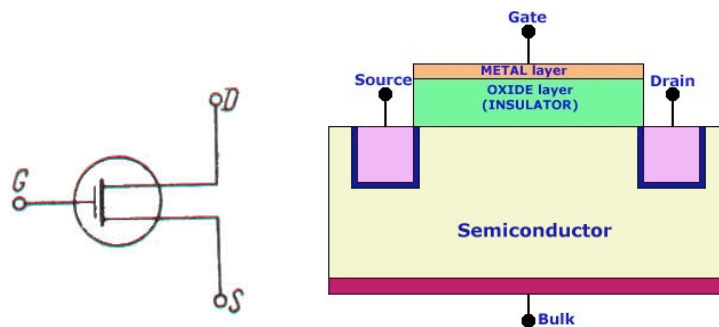 G
D
S
Gate
Source
METAL layer
Drain
OXIDE layer
(INSULATOR)
Semiconductor
Bulk